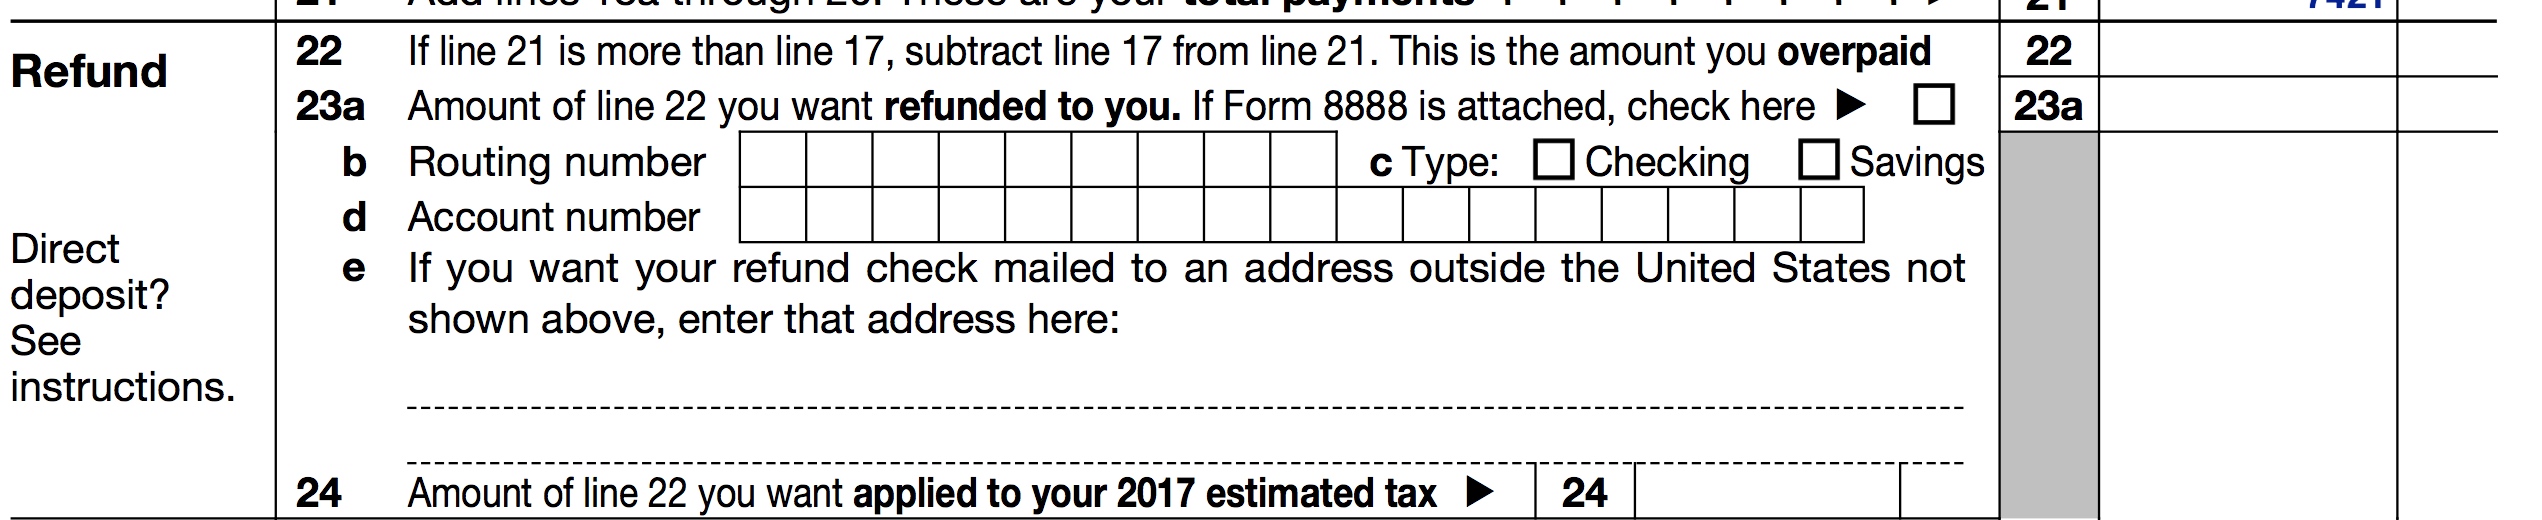 21 Add lines 18a through 20. These are your total payments ▶ 21 7421
Refund
22 If line 21 is more than line 17, subtract line 17 from line 21. This is the amount you overpaid 22
23a Amount of line 22 you want refunded to you. If Form 8888 is attached, check here ▶ 23a
b Routing number c Type: Checking Savings
d Account number
Direct deposit? See instructions.
e If you want your refund check mailed to an address outside the United States not
shown above, enter that address here:
24 Amount of line 22 you want applied to your 2017 estimated tax ▶ 24